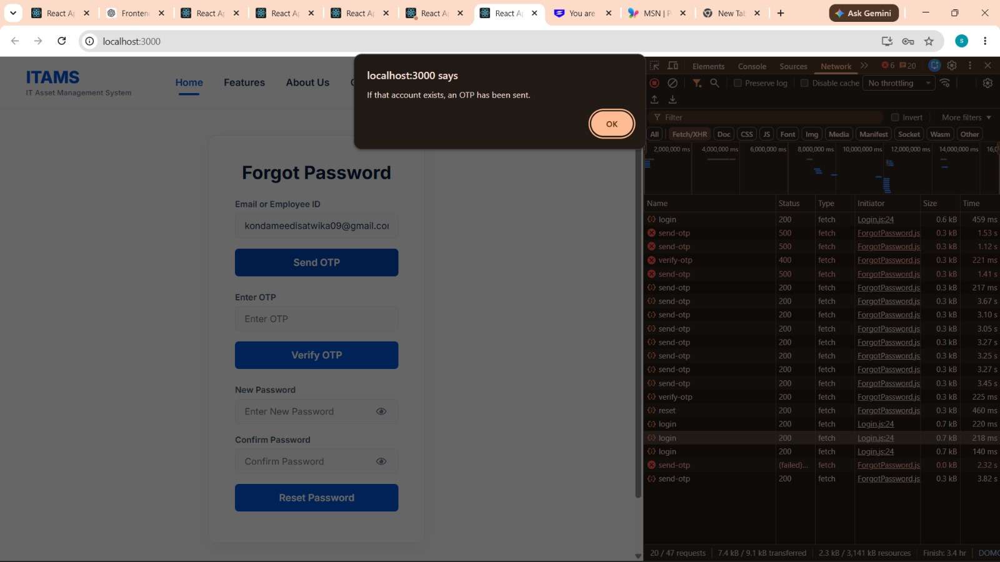 React Ap
Fronten
React Ap
React Ap
React Ap
React Ap
React Ap
You are
MSN | P
New Tab
Ask Gemini
localhost:3000
S
ITAMS
IT Asset Management System
Home
Features
About Us
localhost:3000 says
If that account exists, an OTP has been sent.
OK
Forgot Password
Email or Employee ID
kondameedisatwika09@gmail.com
Send OTP
Enter OTP
Enter OTP
Verify OTP
New Password
Enter New Password
Confirm Password
Confirm Password
Reset Password
Elements Console Sources Network 6 20
Preserve log Disable cache No throttling
Filter Invert More filters
All Fetch/XHR Doc CSS JS Font Img Media Manifest Socket Wasm Other
2,000,000 ms 4,000,000 ms 6,000,000 ms 8,000,000 ms 10,000,000 ms 12,000,000 ms 14,000,000 ms 16,0
Name Status Type Initiator Size Time
login 200 fetch Login.js:24 0.6 kB 459 ms
send-otp 500 fetch ForgotPassword.js 0.3 kB 1.53 s
send-otp 500 fetch ForgotPassword.js 0.3 kB 1.12 s
verify-otp 400 fetch ForgotPassword.js 0.3 kB 221 ms
send-otp 500 fetch ForgotPassword.js 0.3 kB 1.41 s
send-otp 200 fetch ForgotPassword.js 0.3 kB 217 ms
send-otp 200 fetch ForgotPassword.js 0.3 kB 3.67 s
send-otp 200 fetch ForgotPassword.js 0.3 kB 3.10 s
send-otp 200 fetch ForgotPassword.js 0.3 kB 3.05 s
send-otp 200 fetch ForgotPassword.js 0.3 kB 3.27 s
send-otp 200 fetch ForgotPassword.js 0.3 kB 3.25 s
send-otp 200 fetch ForgotPassword.js 0.3 kB 3.27 s
send-otp 200 fetch ForgotPassword.js 0.3 kB 3.45 s
verify-otp 200 fetch ForgotPassword.js 0.3 kB 225 ms
reset 200 fetch ForgotPassword.js 0.3 kB 460 ms
login 200 fetch Login.js:24 0.7 kB 220 ms
login 200 fetch Login.js:24 0.7 kB 218 ms
login 200 fetch Login.js:24 0.7 kB 140 ms
send-otp (failed)... fetch ForgotPassword.js 0.0 kB 2.32 s
send-otp 200 fetch ForgotPassword.js 0.3 kB 3.82 s
20 / 47 requests 7.4 kB / 9.1 kB transferred 2.3 kB / 3,141 kB resources Finish: 3.4 hr DOMC